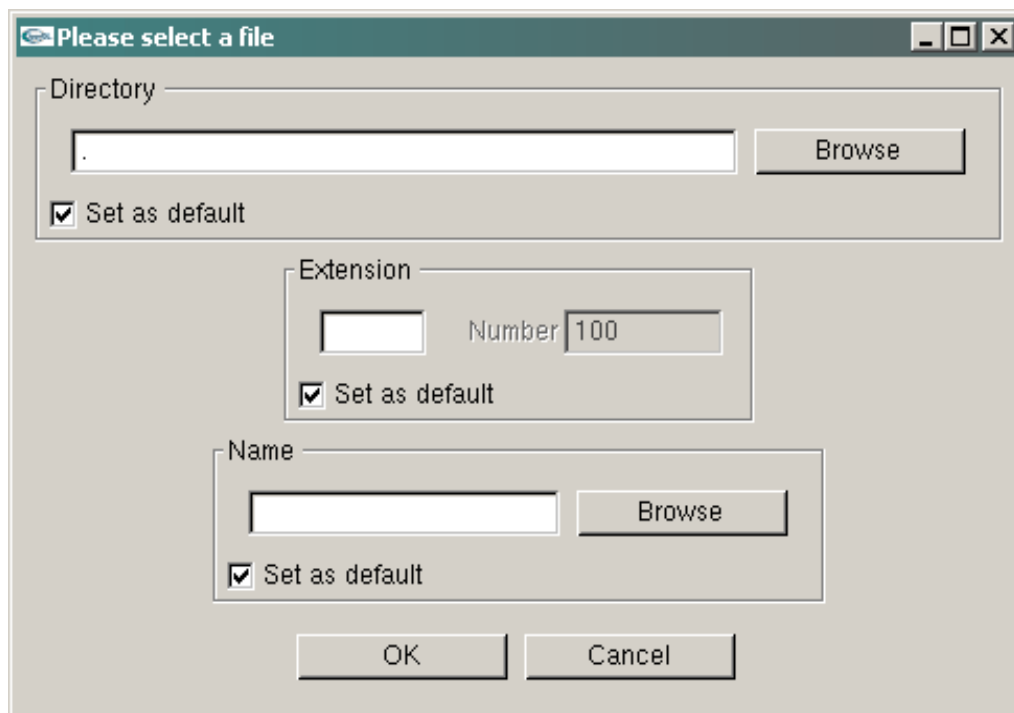 Please select a file
Directory
.
Browse
Set as default
Extension
Number 100
Set as default
Name
Browse
Set as default
OK Cancel